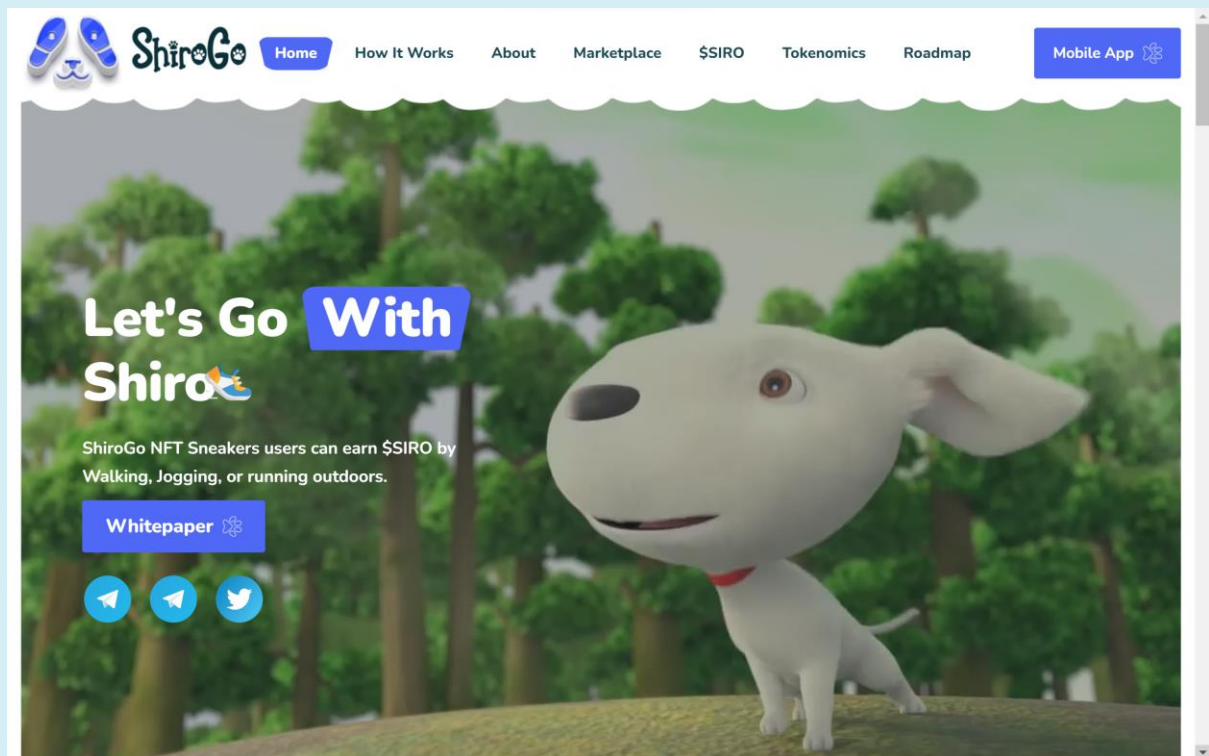 ShiroGo
Home
How It Works
About
Marketplace
$SIRO
Tokenomics
Roadmap
Mobile App
Let's Go With
Shiro
ShiroGo NFT Sneakers users can earn $SIRO by
Walking, Jogging, or running outdoors.
Whitepaper